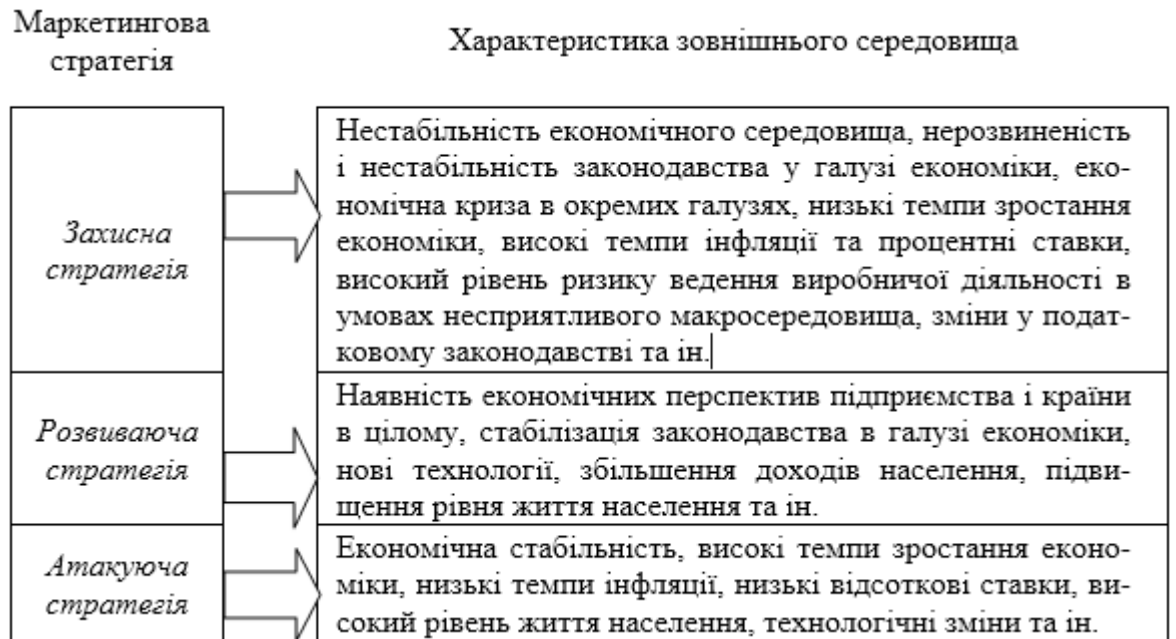 Маркетингова
стратегія
Характеристика зовнішнього середовища
Захисна
стратегія
Нестабільність економічного середовища, нерозвиненість
і нестабільність законодавства у галузі економіки, еко-
номічна криза в окремих галузях, низькі темпи зростання
економіки, високі темпи інфляції та процентні ставки,
високий рівень ризику ведення виробничої діяльності в
умовах несприятливого макросередовища, зміни у подат-
ковому законодавстві та ін.
Розвиваюча
стратегія
Наявність економічних перспектив підприємства і країни
в цілому, стабілізація законодавства в галузі економіки,
нові технології, збільшення доходів населення, підви-
щення рівня життя населення та ін.
Атакуюча
стратегія
Економічна стабільність, високі темпи зростання еконо-
міки, низькі темпи інфляції, низькі відсоткові ставки, ви-
сокий рівень життя населення, технологічні зміни та ін.